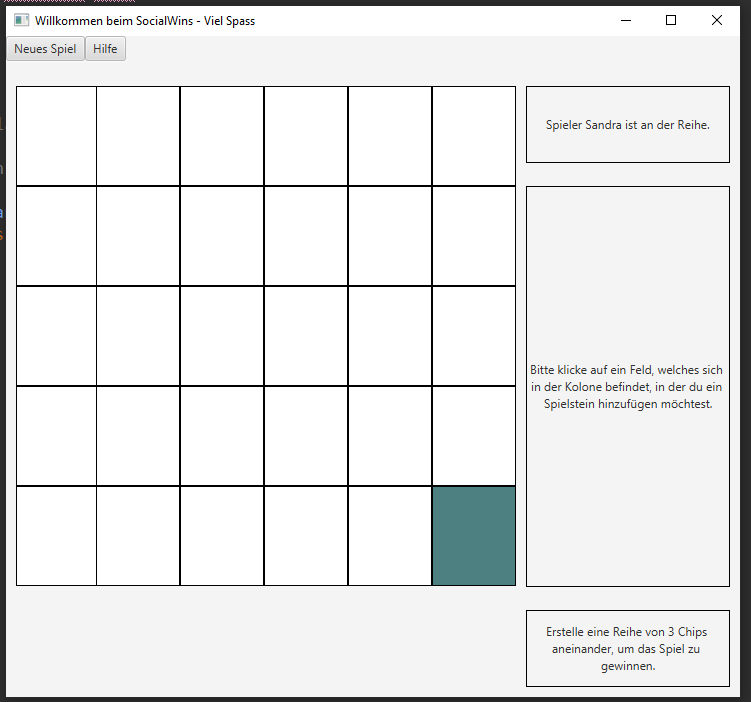 Willkommen beim SocialWins - Viel Spass
Neues Spiel Hilfe
Spieler Sandra ist an der Reihe.
Bitte klicke auf ein Feld, welches sich
in der Kolone befindet, in der du ein
Spielstein hinzufügen möchtest.
Erstelle eine Reihe von 3 Chips
aneinander, um das Spiel zu
gewinnen.